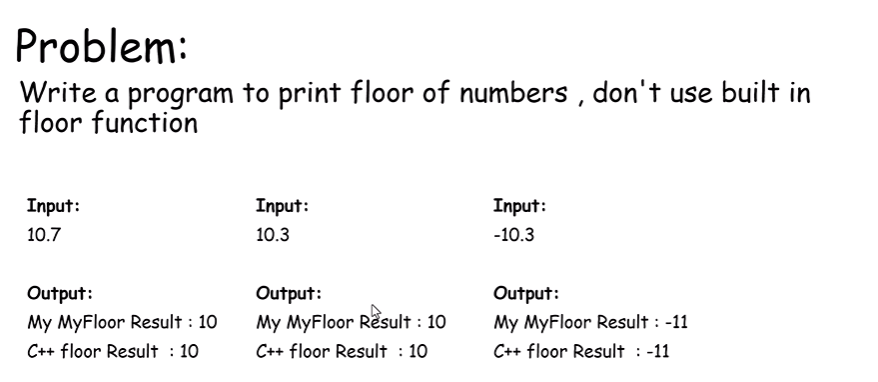 Problem:
Write a program to print floor of numbers , don't use built in
floor function
Input: Input: Input:
10.7 10.3 -10.3
Output: Output: Output:
My MyFloor Result : 10 My MyFloor Result : 10 My MyFloor Result : -11
C++ floor Result  : 10 C++ floor Result  : 10 C++ floor Result  : -11